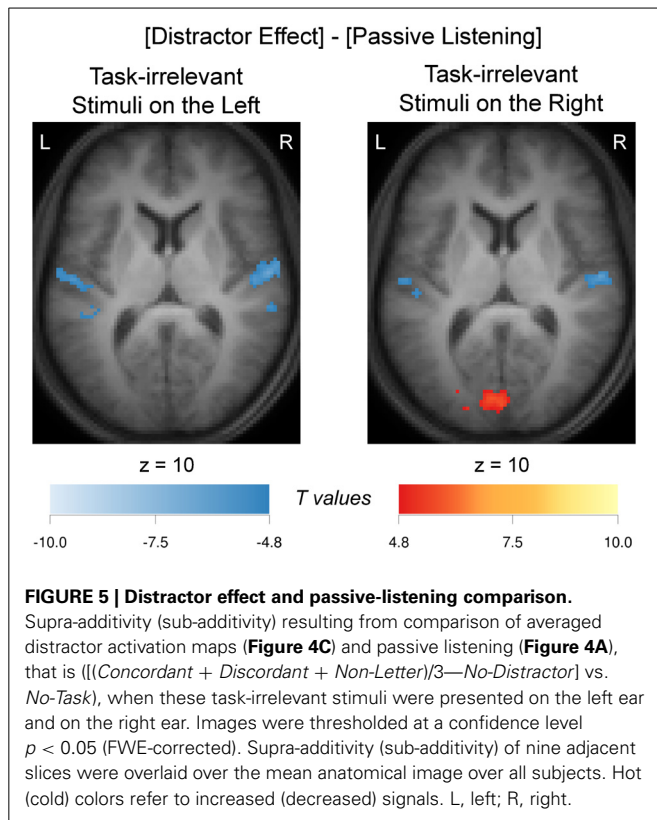 [Distractor Effect] - [Passive Listening]
Task-irrelevant
Stimuli on the Left
Task-irrelevant
Stimuli on the Right
L
R
L
R
z = 10
z = 10
T values
-10.0
-7.5
-4.8
4.8
7.5
10.0
FIGURE 5 | Distractor effect and passive-listening comparison.
Supra-additivity (sub-additivity) resulting from comparison of averaged
distractor activation maps (Figure 4C) and passive listening (Figure 4A),
that is ([(Concordant + Discordant + Non-Letter)/3—No-Distractor] vs.
No-Task), when these task-irrelevant stimuli were presented on the left ear
and on the right ear. Images were thresholded at a confidence level
p < 0.05 (FWE-corrected). Supra-additivity (sub-additivity) of nine adjacent
slices were overlaid over the mean anatomical image over all subjects. Hot
(cold) colors refer to increased (decreased) signals. L, left; R, right.